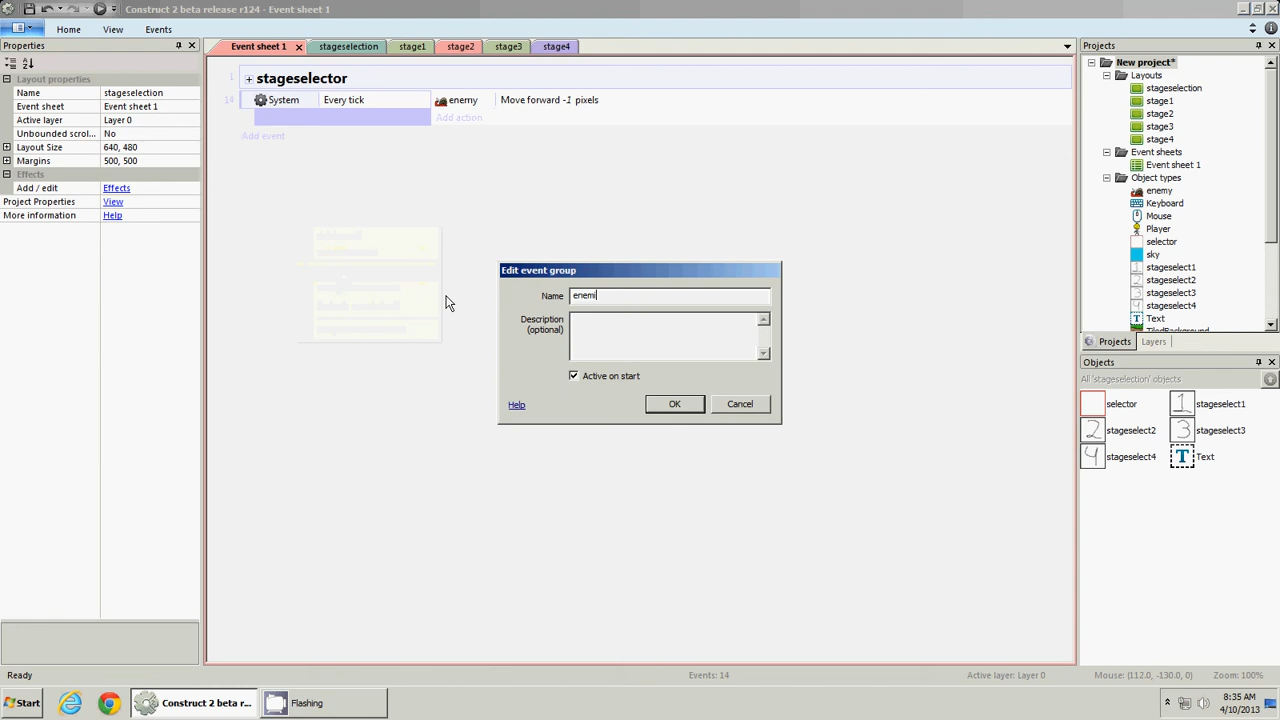 Construct 2 beta release r124 - Event sheet 1
Home View Events
Properties
Layout properties
Name stageselection
Event sheet Event sheet 1
Active layer Layer 0
Unbounded scrol... No
Layout Size 640, 480
Margins 500, 500
Effects
Add / edit Effects
Project Properties View
More information Help
Event sheet 1 stageselection stage1 stage2 stage3 stage4
1 stageselector
14 System Every tick enemy Move forward -1 pixels
Add action
Add event
Edit event group
Name enemi
Description (optional)
Active on start
Help OK Cancel
Projects
New project*
Layouts
stageselection
stage1
stage2
stage3
stage4
Event sheets
Event sheet 1
Object types
enemy
Keyboard
Mouse
Player
selector
sky
stageselect1
stageselect2
stageselect3
stageselect4
Text
TiledBackground
Projects Layers
Objects
All 'stageselection' objects
selector 1 stageselect1
2 stageselect2 3 stageselect3
4 stageselect4 T Text
Ready Events: 14 Active layer: Layer 0 Mouse: (112.0, -130.0, 0) Zoom: 100%
Start Construct 2 beta r... Flashing 8:35 AM
4/10/2013